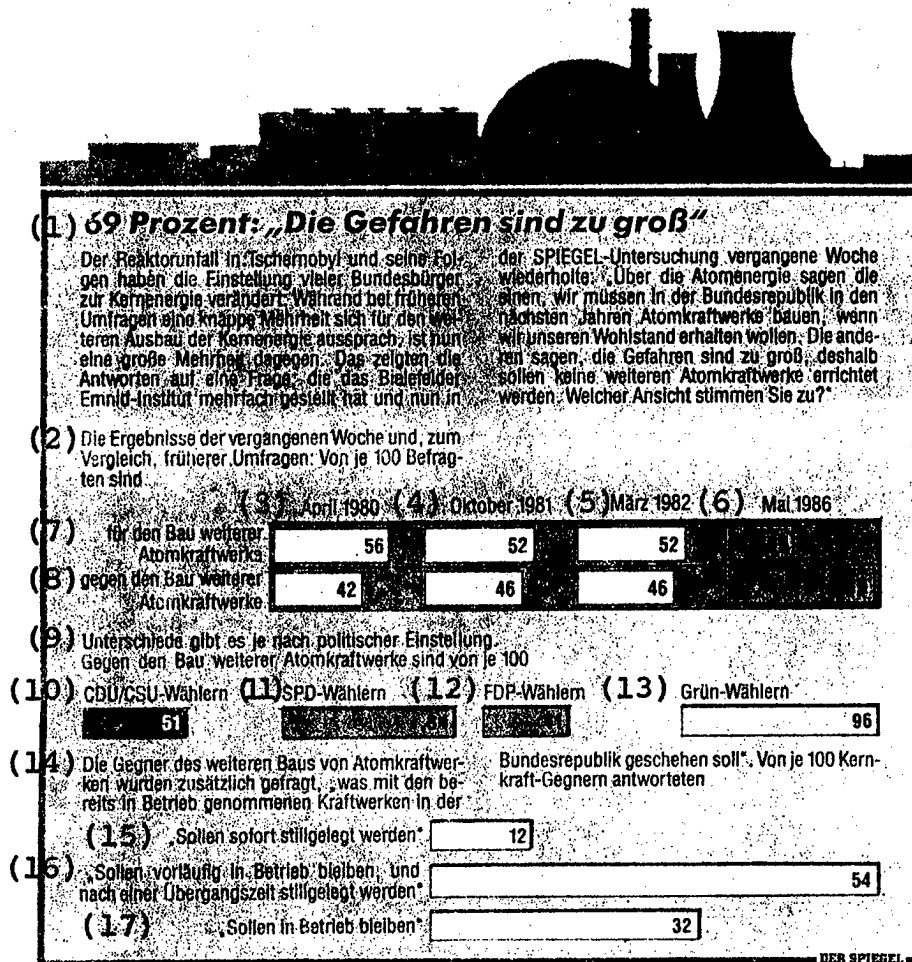 (1) 69 Prozent: „Die Gefahren sind zu groß"
Der Reaktorunfall in Tschernobyl und seine Fol-
gen haben die Einstellung vieler Bundesbürger
zur Kernenergie verändert: Während bei früheren
Umfragen eine knappe Mehrheit sich für den wei-
teren Ausbau der Kernenergie aussprach, ist nun
eine große Mehrheit dagegen. Das zeigten die
Antworten auf eine Frage, die das Bielefelder
Emnid-Institut mehrfach gestellt hat und nun in
der SPIEGEL-Untersuchung vergangene Woche
wiederholte: „Über die Atomenergie sagen die
einen, wir müssen in der Bundesrepublik in den
nächsten Jahren Atomkraftwerke bauen, wenn
wir unseren Wohlstand erhalten wollen. Die ande-
ren sagen, die Gefahren sind zu groß, deshalb
sollen keine weiteren Atomkraftwerke errichtet
werden. Welcher Ansicht stimmen Sie zu?"
(2) Die Ergebnisse der vergangenen Woche und, zum
Vergleich, früherer Umfragen: Von je 100 Befrag-
ten sind
(3) April 1980 (4) Oktober 1981 (5) März 1982 (6) Mai 1986
(7) für den Bau weiterer
Atomkraftwerke
56 52 52
(8) gegen den Bau weiterer
Atomkraftwerke
42 46 46
(9) Unterschiede gibt es je nach politischer Einstellung.
Gegen den Bau weiterer Atomkraftwerke sind von je 100
(10) CDU/CSU-Wählern (11) SPD-Wählern (12) FDP-Wählern (13) Grün-Wählern
51 96
(14) Die Gegner des weiteren Baus von Atomkraftwer-
ken wurden zusätzlich gefragt, „was mit den be-
reits in Betrieb genommenen Kraftwerken in der
Bundesrepublik geschehen soll". Von je 100 Kern-
kraft-Gegnern antworteten
(15) „Sollen sofort stillgelegt werden" 12
(16) „Sollen vorläufig in Betrieb bleiben und
nach einer Übergangszeit stillgelegt werden" 54
(17) „Sollen in Betrieb bleiben" 32
DER SPIEGEL